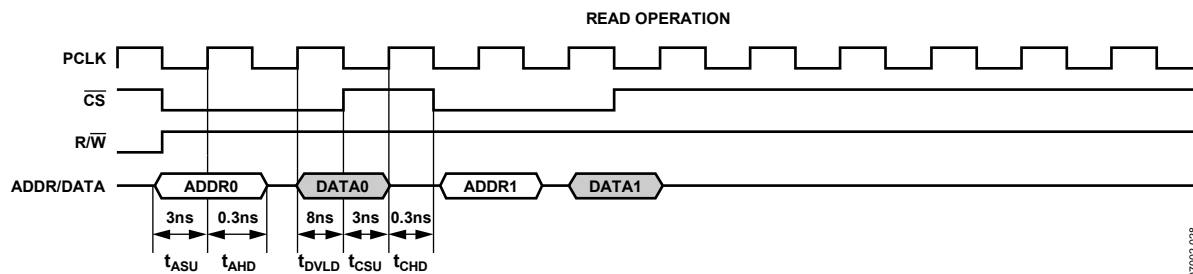 READ OPERATION
PCLK
CS
R/W
ADDR/DATA
ADDR0 DATA0 ADDR1 DATA1
3ns 0.3ns 8ns 3ns 0.3ns
tASU tAHD tDVLD tCSU tCHD